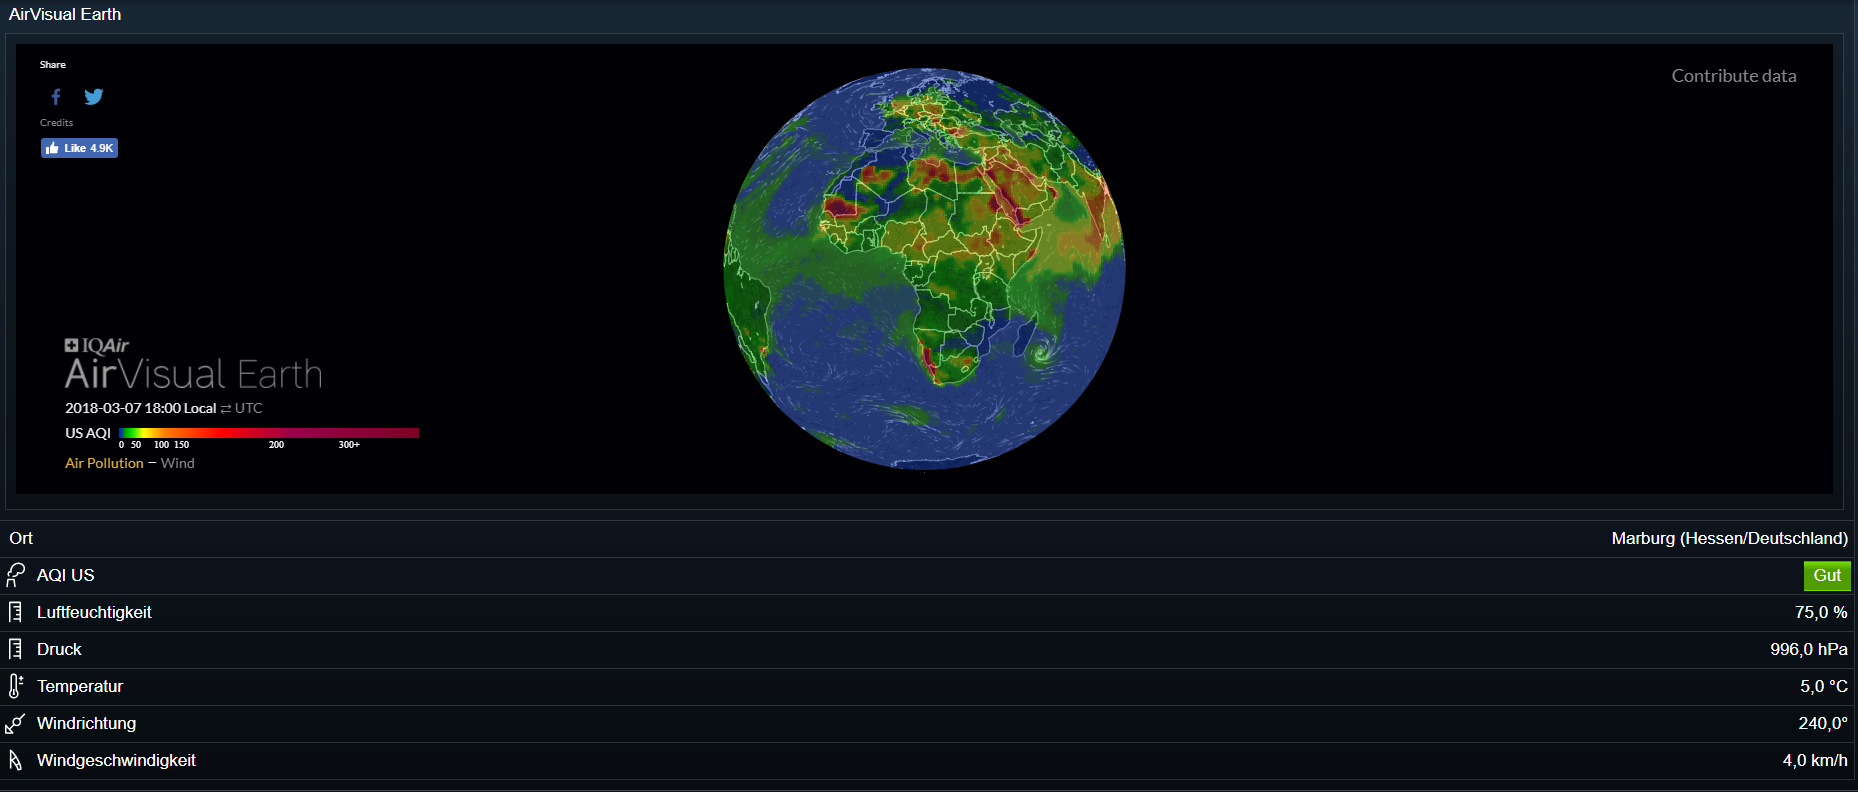 AirVisual Earth
Share
Contribute data
Credits
Like 4.9K
IQAir
AirVisual Earth
2018-03-07 18:00 Local ⇄ UTC
US AQI
0 50 100 150 200 300+
Air Pollution – Wind
Ort Marburg (Hessen/Deutschland)
AQI US Gut
Luftfeuchtigkeit 75,0 %
Druck 996,0 hPa
Temperatur 5,0 °C
Windrichtung 240,0°
Windgeschwindigkeit 4,0 km/h